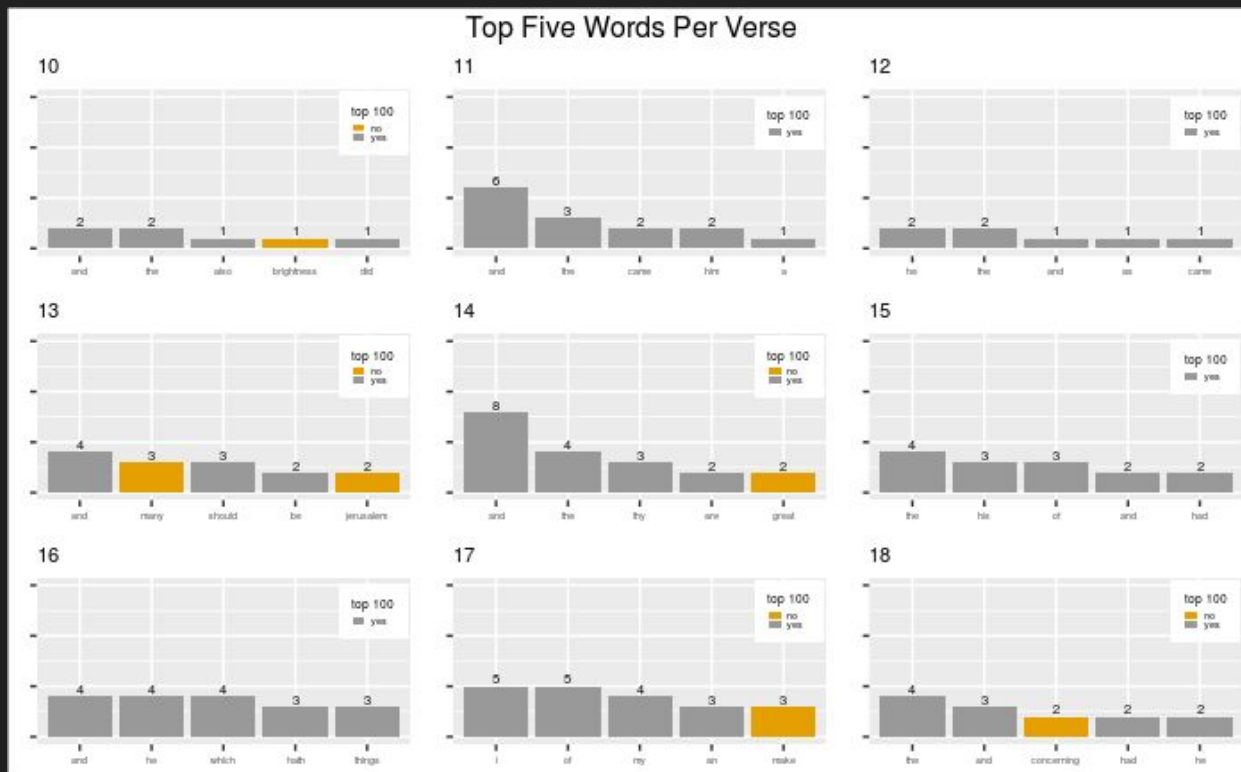 Top Five Words Per Verse
10
top 100
no
yes
2 2 1 1 1
and the also brightness did
11
top 100
yes
6 3 2 2 1
and the came him a
12
top 100
yes
2 2 1 1 1
he the and as came
13
top 100
no
yes
4 3 3 2 2
and many should be jerusalem
14
top 100
no
yes
8 4 3 2 2
and the thy are great
15
top 100
yes
4 3 3 2 2
the his of and had
16
top 100
yes
4 4 4 3 3
and he which hath things
17
top 100
no
yes
5 5 4 3 3
i of my an make
18
top 100
no
yes
4 3 2 2 2
the and concerning had he